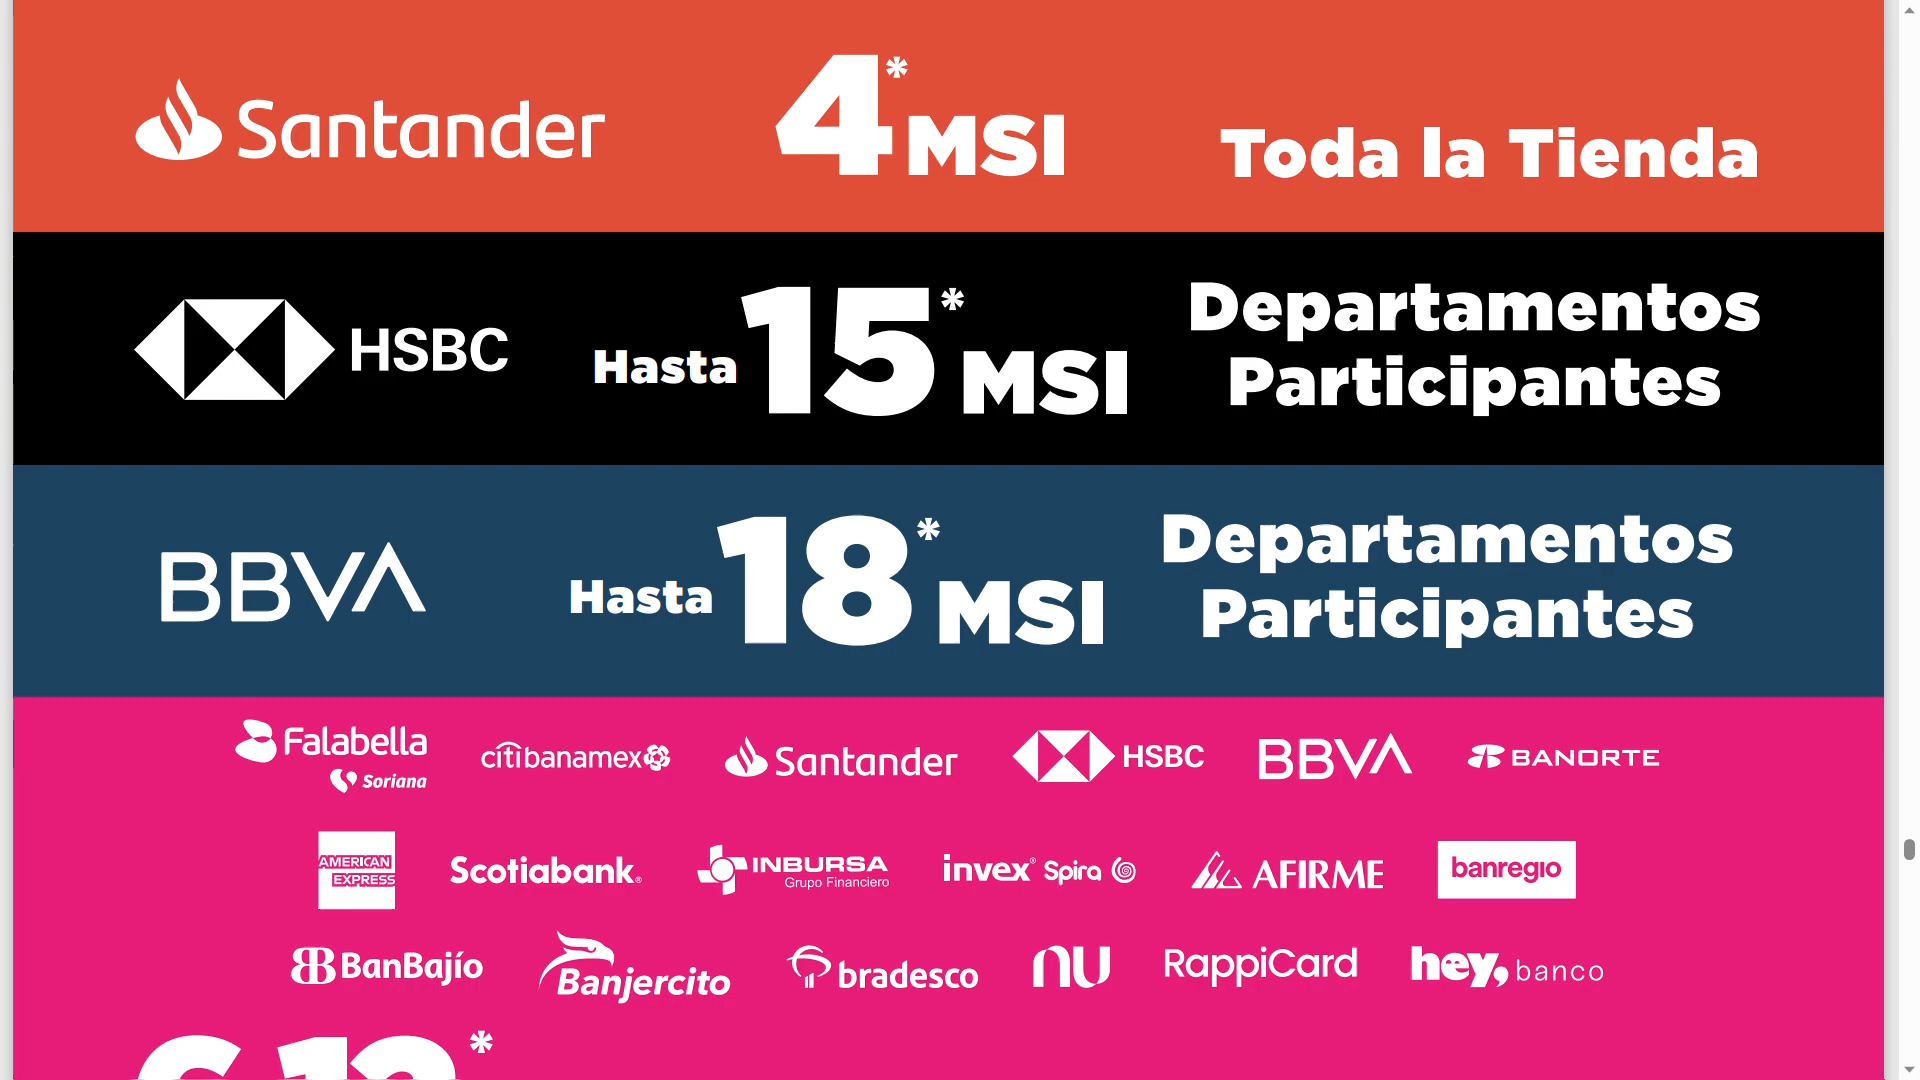 Santander 4* MSI Toda la Tienda
HSBC Hasta 15* MSI Departamentos
Participantes
BBVA Hasta 18* MSI Departamentos
Participantes
Falabella citibanamex Santander HSBC BBVA BANORTE
Soriana
AMERICAN EXPRESS Scotiabank® INBURSA Grupo Financiero invex® Spira AFIRME banregio
BanBajío Banjercito bradesco nu RappiCard hey, banco
*